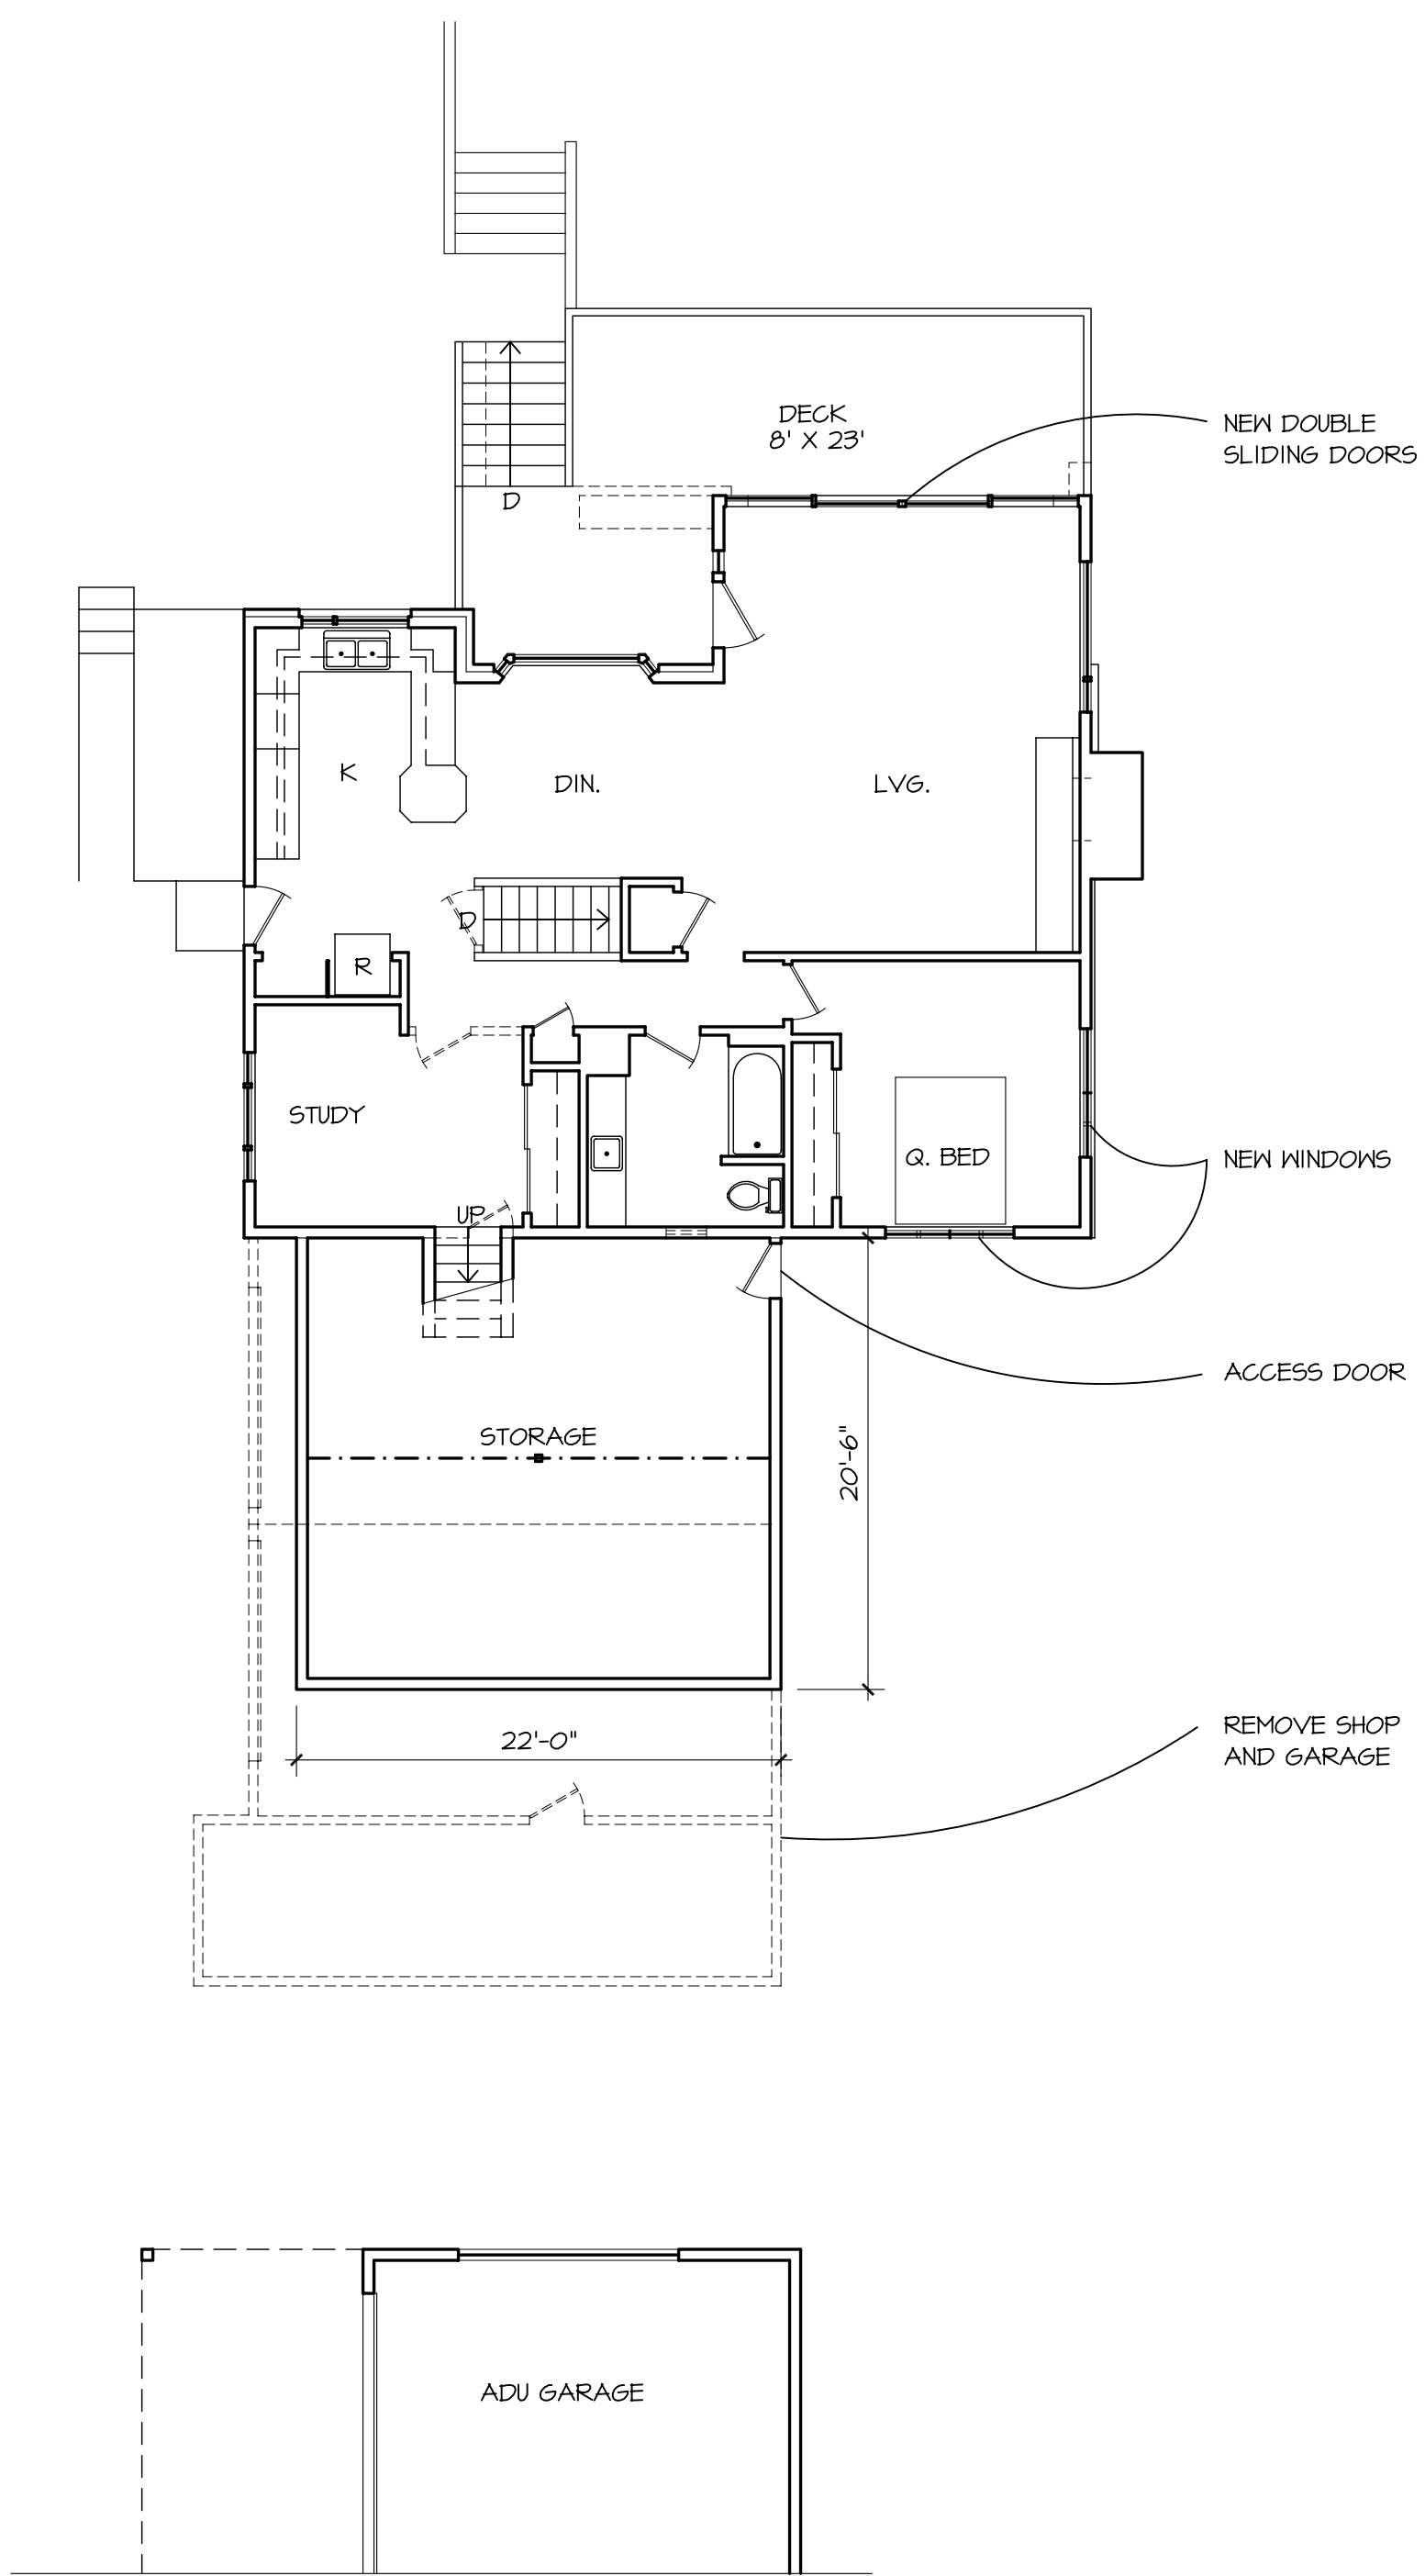 DECK
8' X 23'
NEW DOUBLE
SLIDING DOORS
D
K
DIN.
LVG.
D
R
STUDY
Q. BED
NEW WINDOWS
UP
ACCESS DOOR
STORAGE
20'-6"
22'-0"
REMOVE SHOP
AND GARAGE
ADU GARAGE